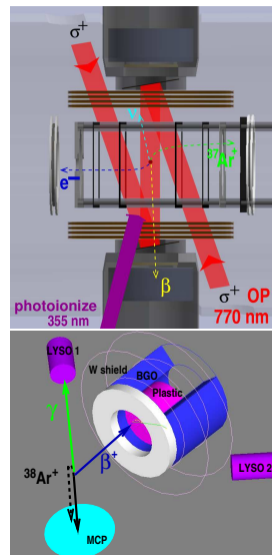 σ⁺
ν
³⁷Ar⁺
e⁻
β
σ⁺
OP
photoionize
355 nm
770 nm
LYSO 1
W shield
BGO
Plastic
γ
β⁺
LYSO 2
³⁸Ar⁺
MCP